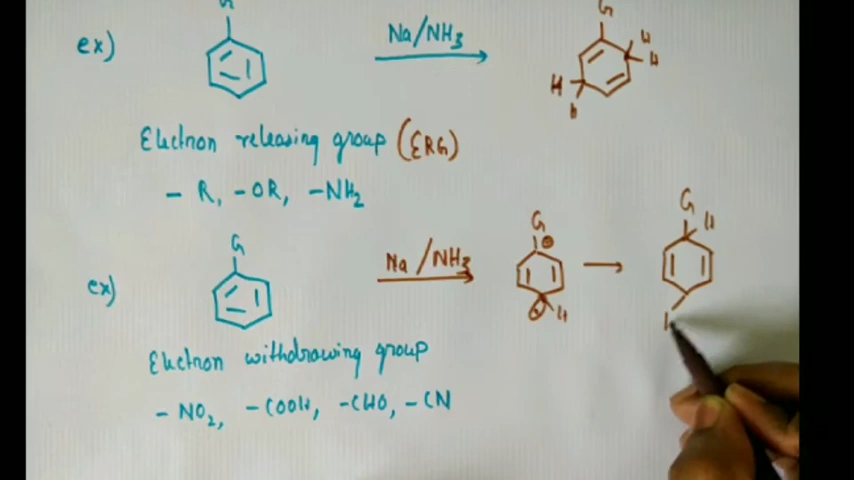 G G
ex) Na/NH3 H
H
H
H
Electron releasing group (ERG)
- R, -OR, -NH2
G G G H
ex) Na/NH3
⊖ H H
Electron withdrawing group
- NO2, -COOH, -CHO, -CN